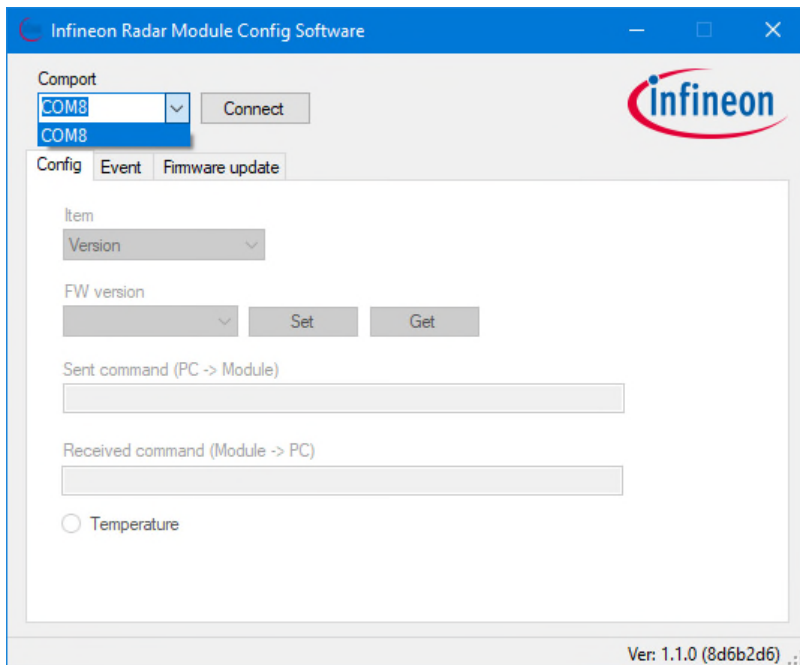 Infineon Radar Module Config Software
Comport
COM8
Connect
COM8
infineon
Config Event Firmware update
Item
Version
FW version
Set Get
Sent command (PC -> Module)
Received command (Module -> PC)
Temperature
Ver: 1.1.0 (8d6b2d6)